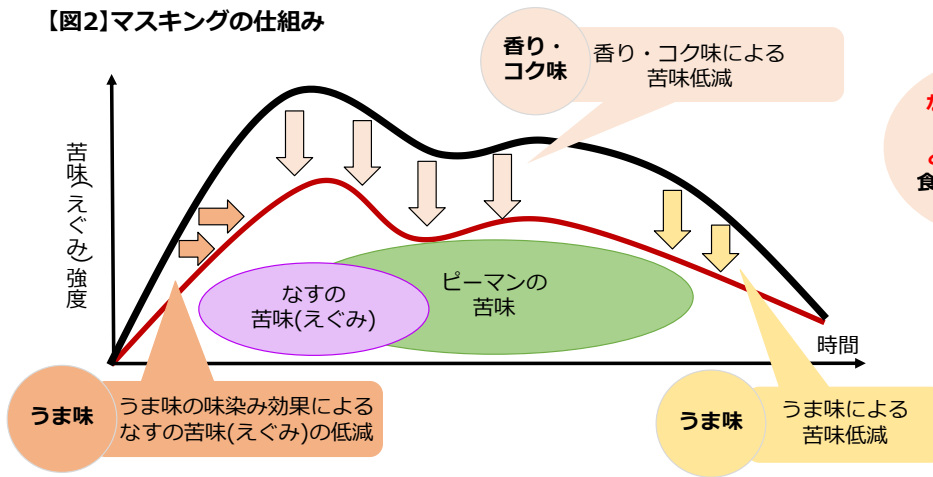 【図2】マスキングの仕組み
香り・
コク味
香り・コク味による
苦味低減
苦味(えぐみ)強度
なすの
苦味(えぐみ)
ピーマンの
苦味
時間
うま味
うま味の味染み効果による
なすの苦味(えぐみ)の低減
うま味
うま味による
苦味低減
食